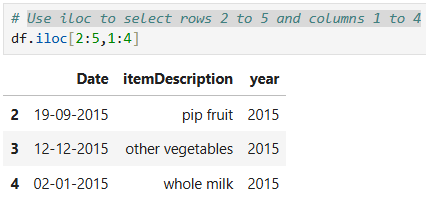 # Use iloc to select rows 2 to 5 and columns 1 to 4
df.iloc[2:5,1:4]
Date itemDescription year
2 19-09-2015 pip fruit 2015
3 12-12-2015 other vegetables 2015
4 02-01-2015 whole milk 2015